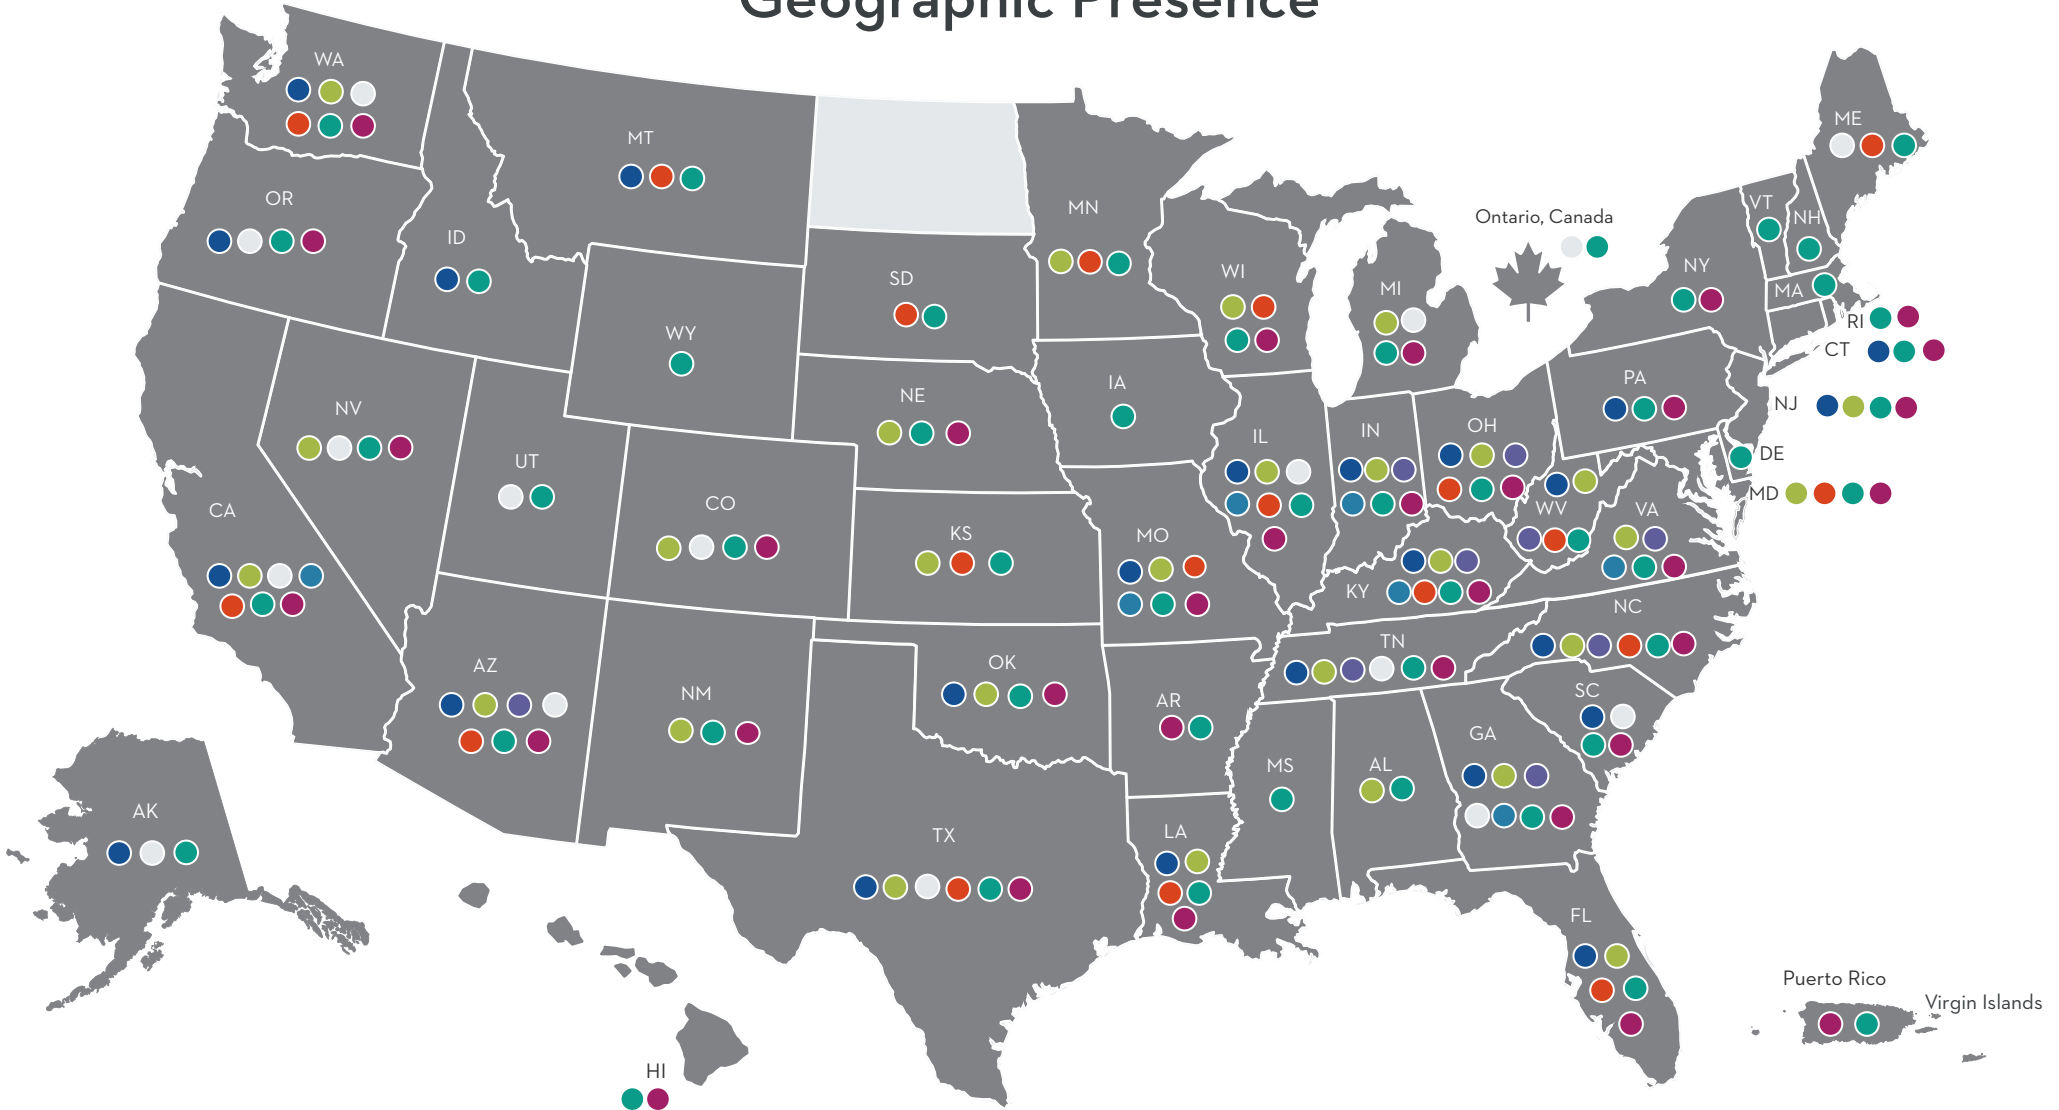 Geographic Presence
WA
MT
ME
OR
ID
MN
VT
NH
Ontario, Canada
SD
WI
MI
NY
MA
WY
RI
CT
NV
NE
IA
PA
NJ
UT
IL
IN
OH
DE
CA
CO
KS
MO
WV
VA
MD
KY
NC
AZ
NM
OK
AR
TN
SC
GA
MS
AL
AK
TX
LA
FL
Puerto Rico
Virgin Islands
HI